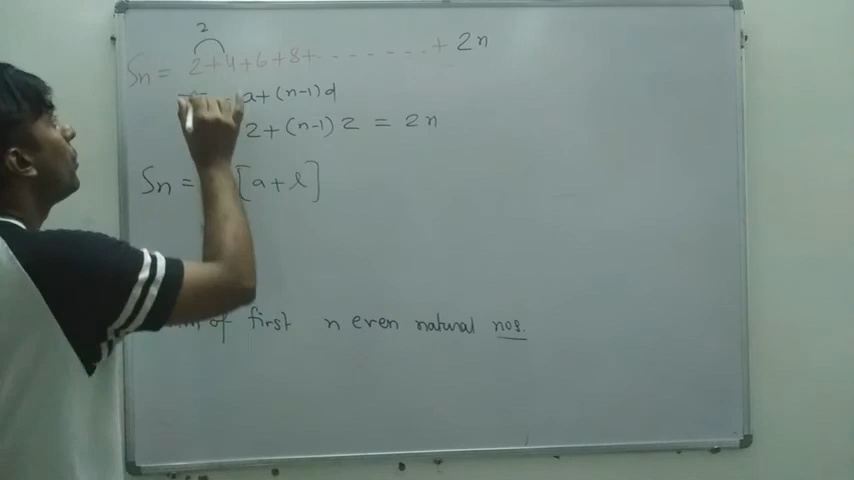 2
Sn = 2+4+6+8+ . . . . . . . + 2n
a+(n-1)d
2+(n-1)2 = 2n
Sn = [a+l]
of first n even natural nos.